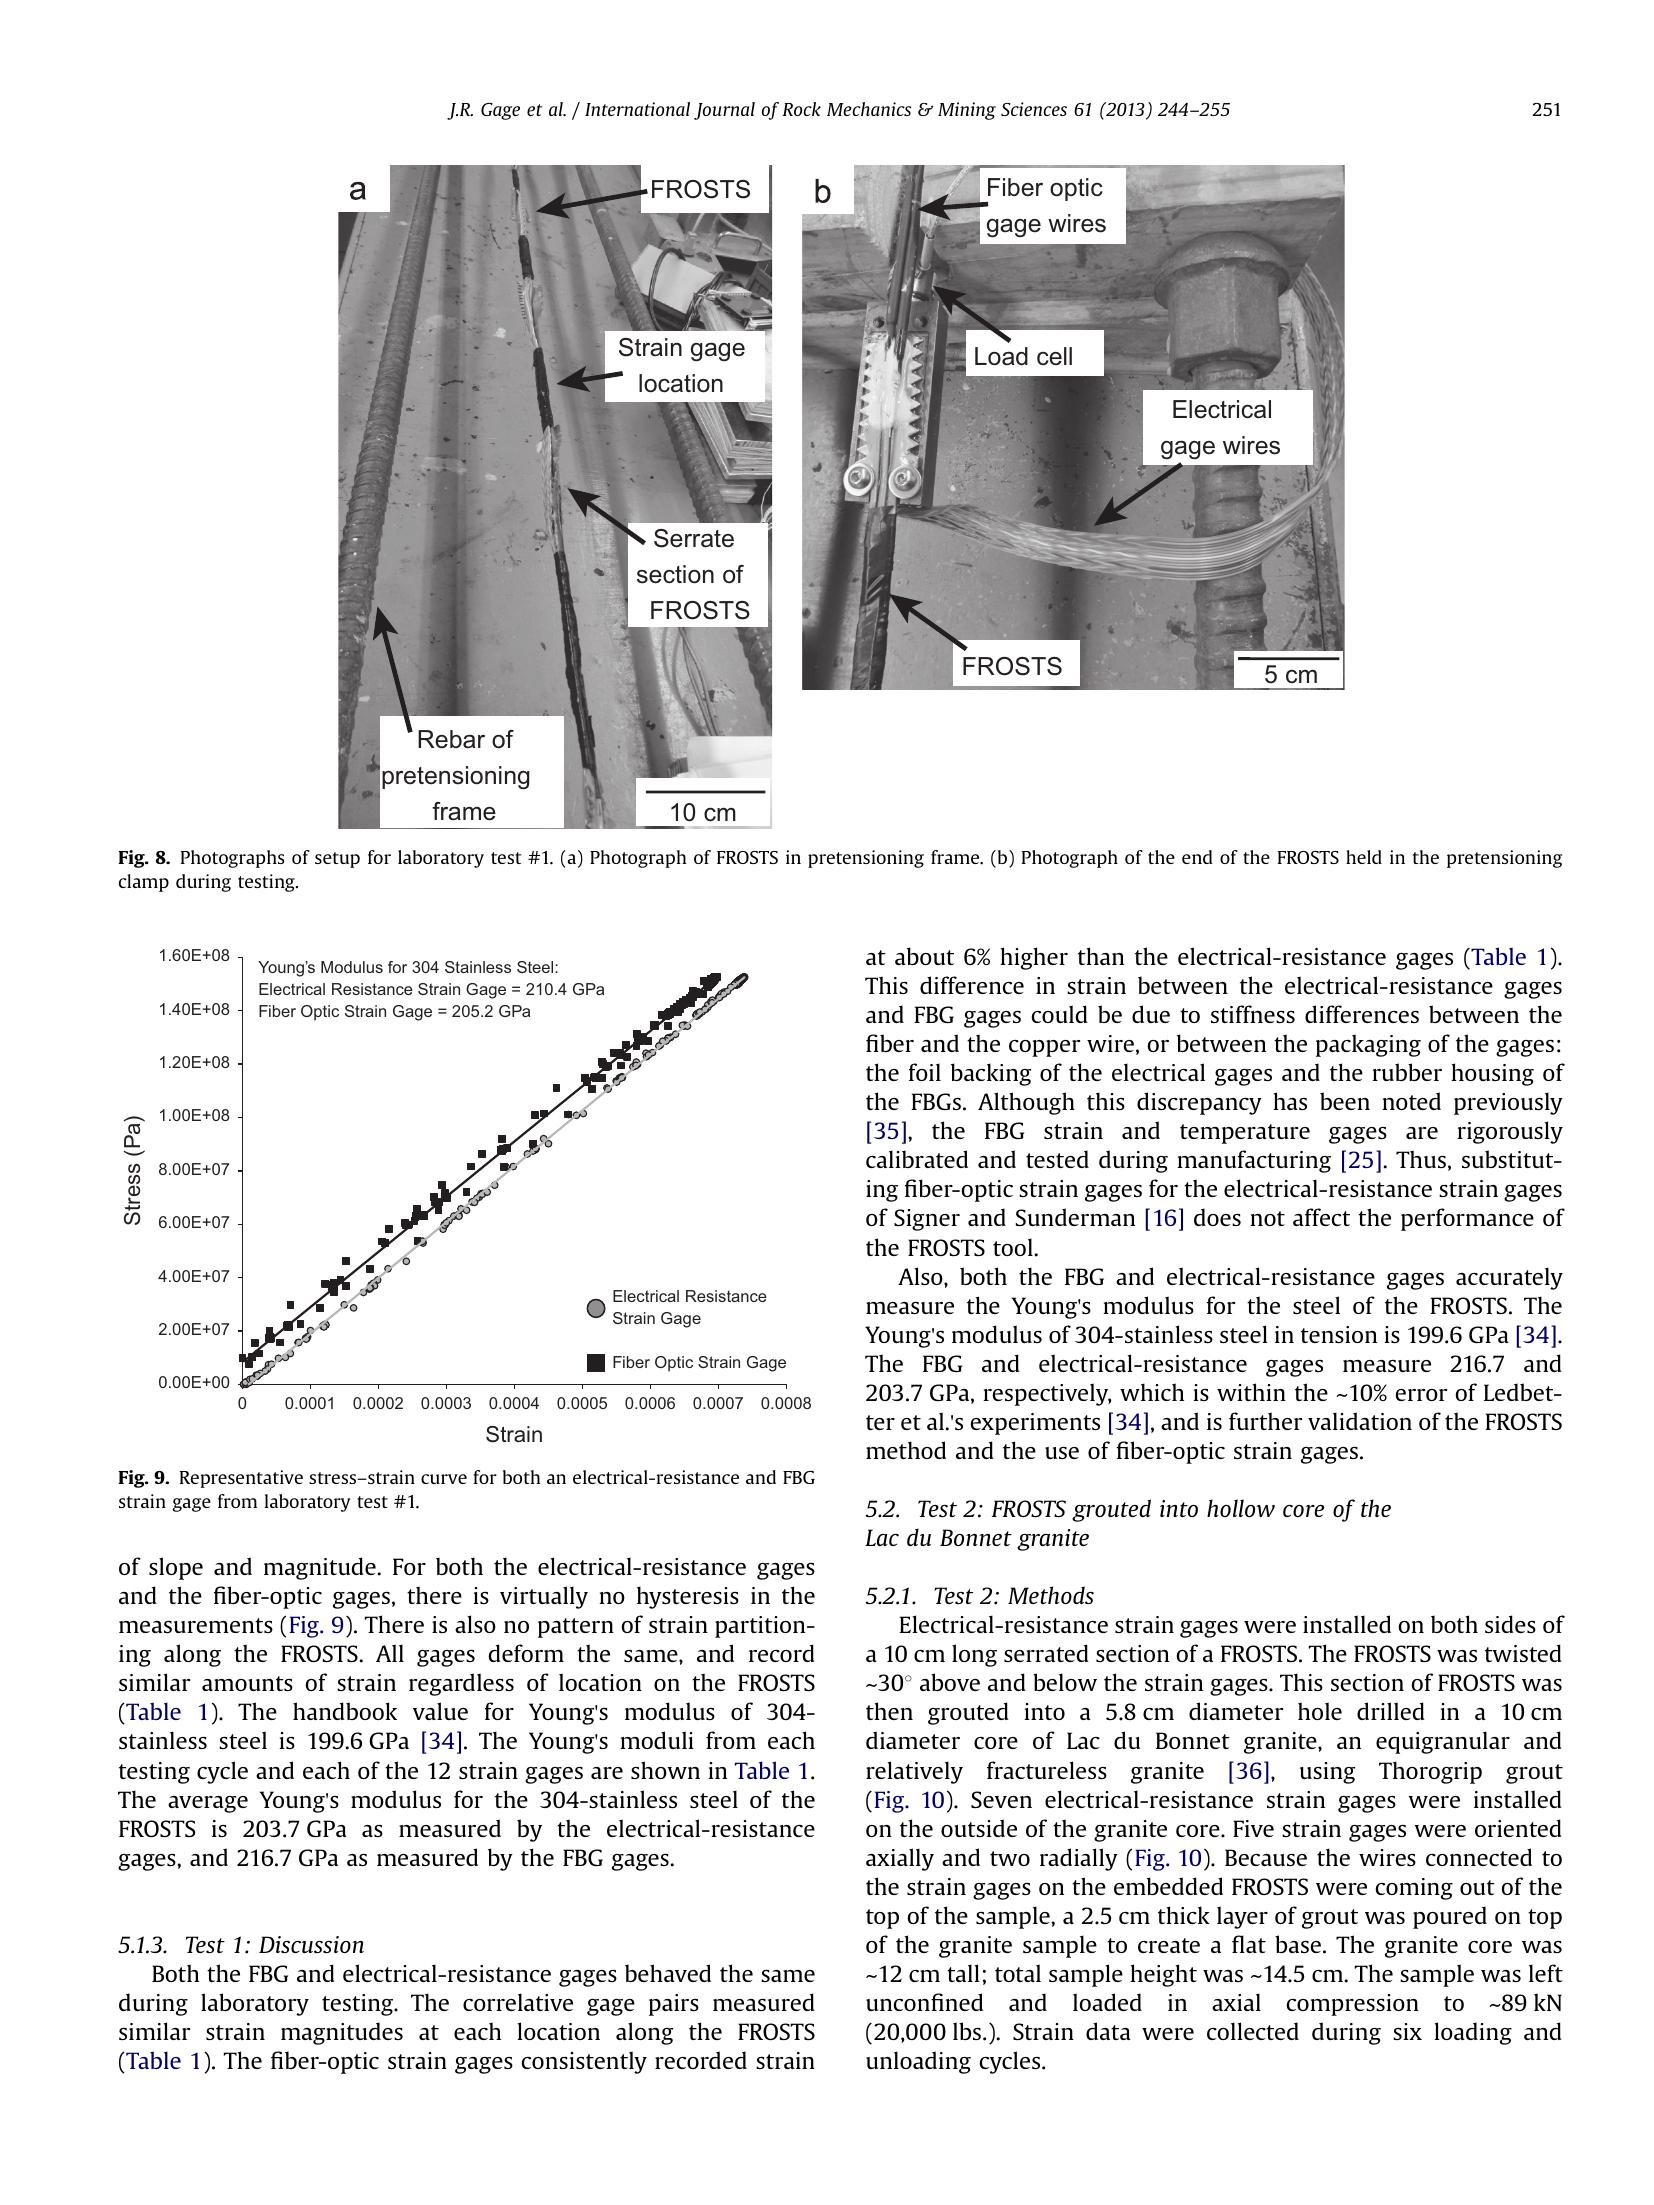 J.R. Gage et al. / International Journal of Rock Mechanics & Mining Sciences 61 (2013) 244–255
251
a
FROSTS
Strain gage
location
Serrate
section of
FROSTS
Rebar of
pretensioning
frame
10 cm
b
Fiber optic
gage wires
Load cell
Electrical
gage wires
FROSTS
5 cm
Fig. 8. Photographs of setup for laboratory test #1. (a) Photograph of FROSTS in pretensioning frame. (b) Photograph of the end of the FROSTS held in the pretensioning
clamp during testing.
1.60E+08
1.40E+08
1.20E+08
1.00E+08
8.00E+07
6.00E+07
4.00E+07
2.00E+07
0.00E+00
Stress (Pa)
Young's Modulus for 304 Stainless Steel:
Electrical Resistance Strain Gage = 210.4 GPa
Fiber Optic Strain Gage = 205.2 GPa
Electrical Resistance
Strain Gage
Fiber Optic Strain Gage
0 0.0001 0.0002 0.0003 0.0004 0.0005 0.0006 0.0007 0.0008
Strain
Fig. 9. Representative stress–strain curve for both an electrical-resistance and FBG
strain gage from laboratory test #1.
of slope and magnitude. For both the electrical-resistance gages
and the fiber-optic gages, there is virtually no hysteresis in the
measurements (Fig. 9). There is also no pattern of strain partition-
ing along the FROSTS. All gages deform the same, and record
similar amounts of strain regardless of location on the FROSTS
(Table 1). The handbook value for Young's modulus of 304-
stainless steel is 199.6 GPa [34]. The Young's moduli from each
testing cycle and each of the 12 strain gages are shown in Table 1.
The average Young's modulus for the 304-stainless steel of the
FROSTS is 203.7 GPa as measured by the electrical-resistance
gages, and 216.7 GPa as measured by the FBG gages.
5.1.3. Test 1: Discussion
Both the FBG and electrical-resistance gages behaved the same
during laboratory testing. The correlative gage pairs measured
similar strain magnitudes at each location along the FROSTS
(Table 1). The fiber-optic strain gages consistently recorded strain
at about 6% higher than the electrical-resistance gages (Table 1).
This difference in strain between the electrical-resistance gages
and FBG gages could be due to stiffness differences between the
fiber and the copper wire, or between the packaging of the gages:
the foil backing of the electrical gages and the rubber housing of
the FBGs. Although this discrepancy has been noted previously
[35], the FBG strain and temperature gages are rigorously
calibrated and tested during manufacturing [25]. Thus, substitut-
ing fiber-optic strain gages for the electrical-resistance strain gages
of Signer and Sunderman [16] does not affect the performance of
the FROSTS tool.
Also, both the FBG and electrical-resistance gages accurately
measure the Young's modulus for the steel of the FROSTS. The
Young's modulus of 304-stainless steel in tension is 199.6 GPa [34].
The FBG and electrical-resistance gages measure 216.7 and
203.7 GPa, respectively, which is within the ~10% error of Ledbet-
ter et al.'s experiments [34], and is further validation of the FROSTS
method and the use of fiber-optic strain gages.
5.2. Test 2: FROSTS grouted into hollow core of the
Lac du Bonnet granite
5.2.1. Test 2: Methods
Electrical-resistance strain gages were installed on both sides of
a 10 cm long serrated section of a FROSTS. The FROSTS was twisted
~30° above and below the strain gages. This section of FROSTS was
then grouted into a 5.8 cm diameter hole drilled in a 10 cm
diameter core of Lac du Bonnet granite, an equigranular and
relatively fractureless granite [36], using Thorogrip grout
(Fig. 10). Seven electrical-resistance strain gages were installed
on the outside of the granite core. Five strain gages were oriented
axially and two radially (Fig. 10). Because the wires connected to
the strain gages on the embedded FROSTS were coming out of the
top of the sample, a 2.5 cm thick layer of grout was poured on top
of the granite sample to create a flat base. The granite core was
~12 cm tall; total sample height was ~14.5 cm. The sample was left
unconfined and loaded in axial compression to ~89 kN
(20,000 lbs.). Strain data were collected during six loading and
unloading cycles.